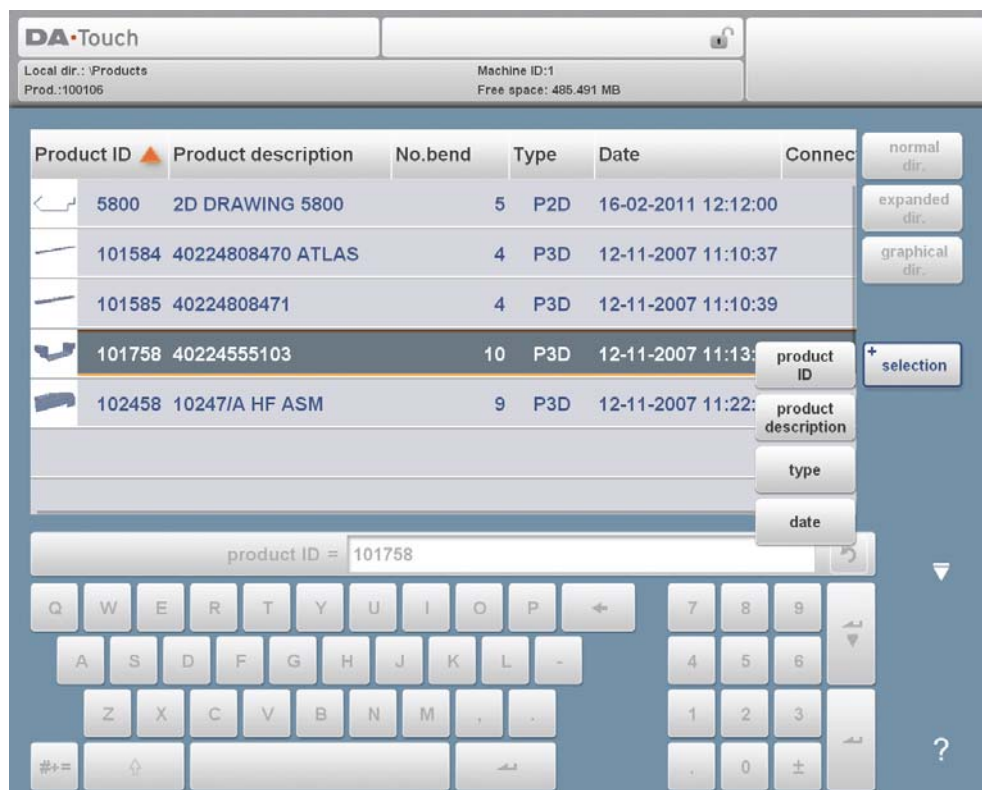 DA·Touch
Local dir.: \Products
Prod.:100106
Machine ID:1
Free space: 485.491 MB
Product ID Product description No.bend Type Date Connec
5800 2D DRAWING 5800 5 P2D 16-02-2011 12:12:00
101584 40224808470 ATLAS 4 P3D 12-11-2007 11:10:37
101585 40224808471 4 P3D 12-11-2007 11:10:39
101758 40224555103 10 P3D 12-11-2007 11:13:
102458 10247/A HF ASM 9 P3D 12-11-2007 11:22:
normal
dir.
expanded
dir.
graphical
dir.
+
selection
product
ID
product
description
type
date
product ID = 101758
Q W E R T Y U I O P 7 8 9
A S D F G H J K L - 4 5 6
Z X C V B N M , . 1 2 3
#+= . 0 ±
?